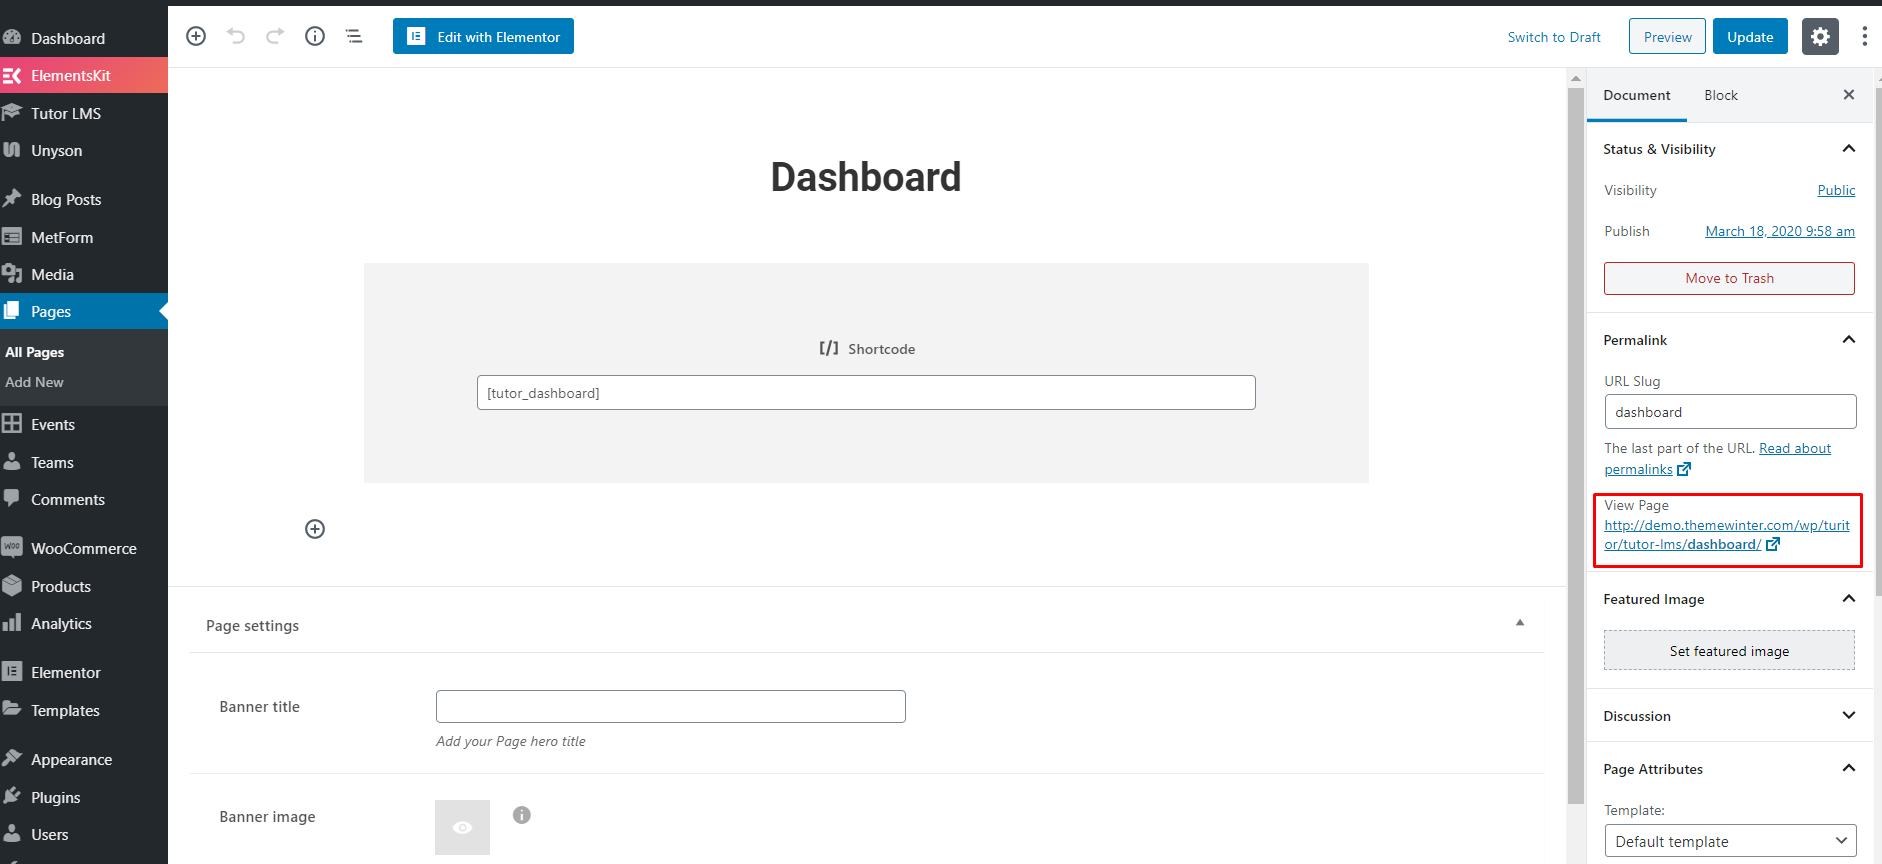 Dashboard
ElementsKit
Tutor LMS
Unyson
Blog Posts
MetForm
Media
Pages
All Pages
Add New
Events
Teams
Comments
WooCommerce
Products
Analytics
Elementor
Templates
Appearance
Plugins
Users
Edit with Elementor
Switch to Draft
Preview
Update
Dashboard
[/] Shortcode
[tutor_dashboard]
Page settings
Banner title
Add your Page hero title
Banner image
Document
Block
Status & Visibility
Visibility
Public
Publish
March 18, 2020 9:58 am
Move to Trash
Permalink
URL Slug
dashboard
The last part of the URL. Read about
permalinks
View Page
http://demo.themewinter.com/wp/turit
or/tutor-lms/dashboard/
Featured Image
Set featured image
Discussion
Page Attributes
Template:
Default template